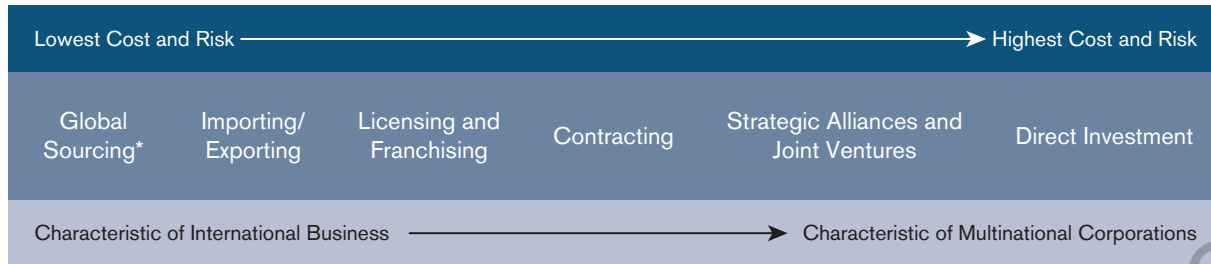 Lowest Cost and Risk Highest Cost and Risk
Global Sourcing*
Importing/ Exporting
Licensing and Franchising
Contracting
Strategic Alliances and Joint Ventures
Direct Investment
Characteristic of International Business Characteristic of Multinational Corporations